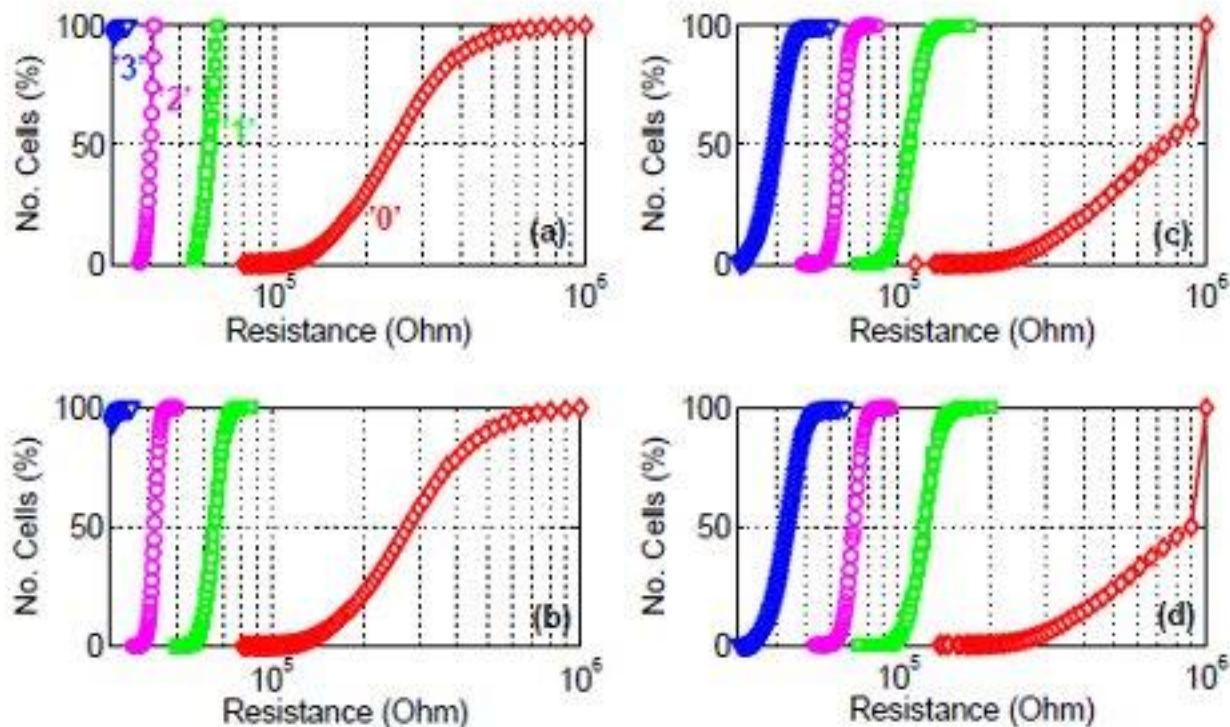 100
50
0
No. Cells (%)
'3'
'2'
'1'
'0'
(a)
10^5
10^6
Resistance (Ohm)
100
50
0
No. Cells (%)
(c)
10^5
10^6
Resistance (Ohm)
100
50
0
No. Cells (%)
(b)
10^5
10^6
Resistance (Ohm)
100
50
0
No. Cells (%)
(d)
10^5
10^6
Resistance (Ohm)